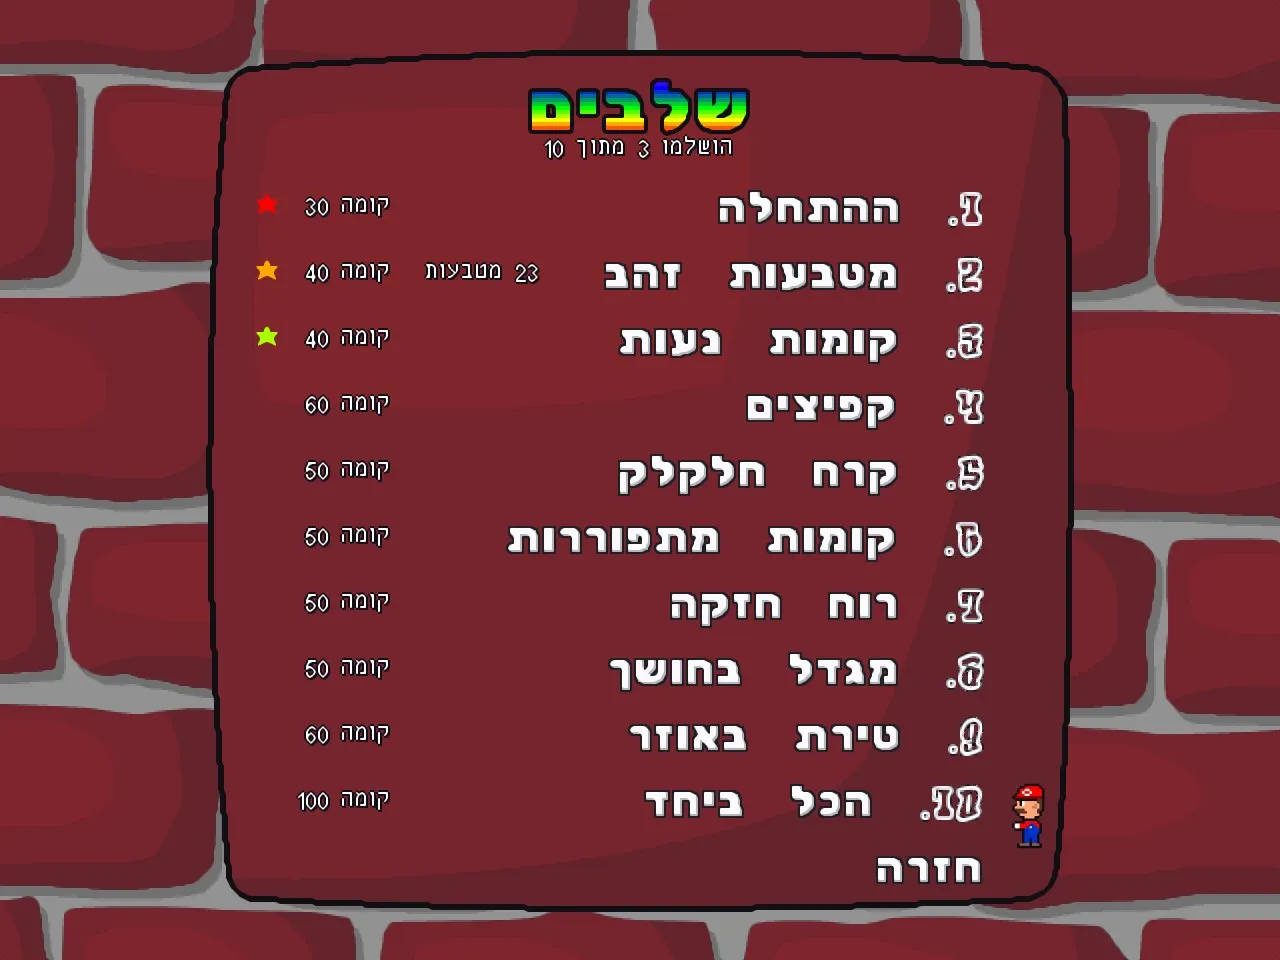 שלבים
הושלמו 3 מתוך 10
1. ההתחלה קומה 30
2. מטבעות זהב 23 מטבעות קומה 40
3. קומות נעות קומה 40
4. קפיצים קומה 60
5. קרח חלקלק קומה 50
6. קומות מתפוררות קומה 50
7. רוח חזקה קומה 50
8. מגדל בחושך קומה 50
9. טירת באוזר קומה 60
10. הכל ביחד קומה 100
חזרה